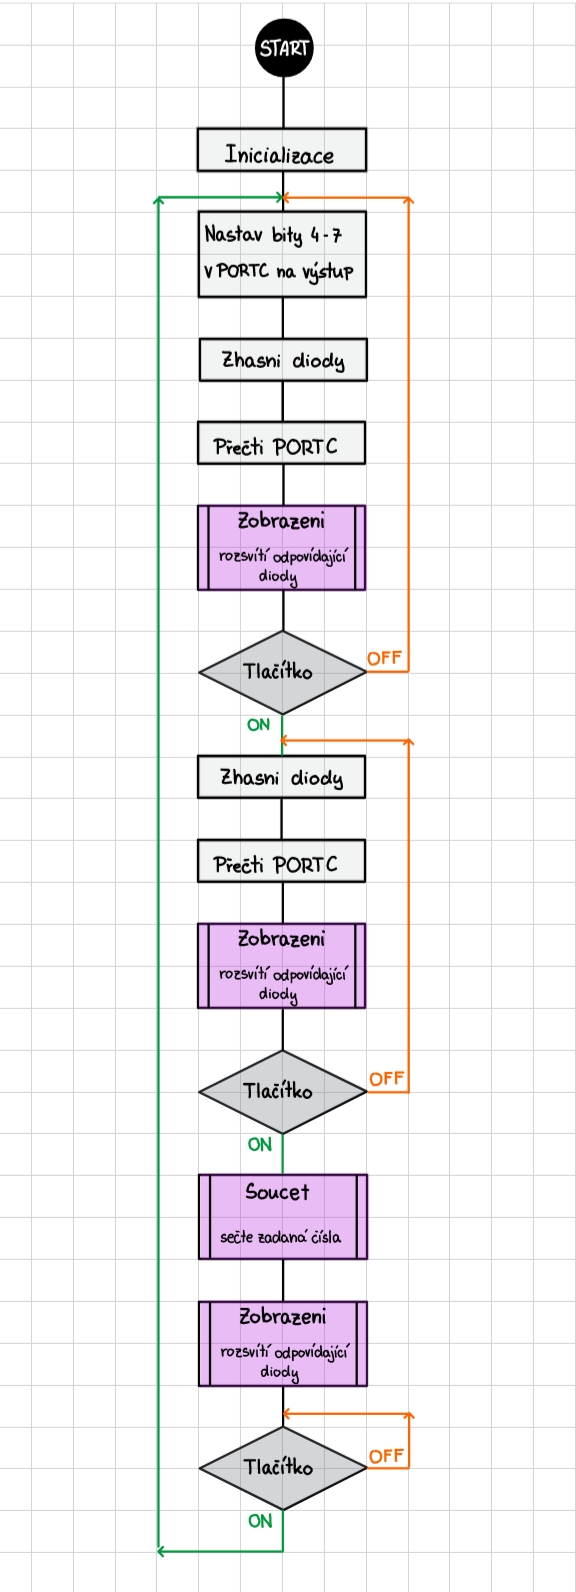 START
Inicializace
Nastav bity 4-7
v PORTC na výstup
Zhasni diody
Přečti PORTC
Zobrazeni
rozsvítí odpovídající
diody
Tlačítko
OFF
ON
Zhasni diody
Přečti PORTC
Zobrazeni
rozsvítí odpovídající
diody
Tlačítko
OFF
ON
Soucet
sečte zadaná čísla
Zobrazeni
rozsvítí odpovídající
diody
OFF
Tlačítko
ON